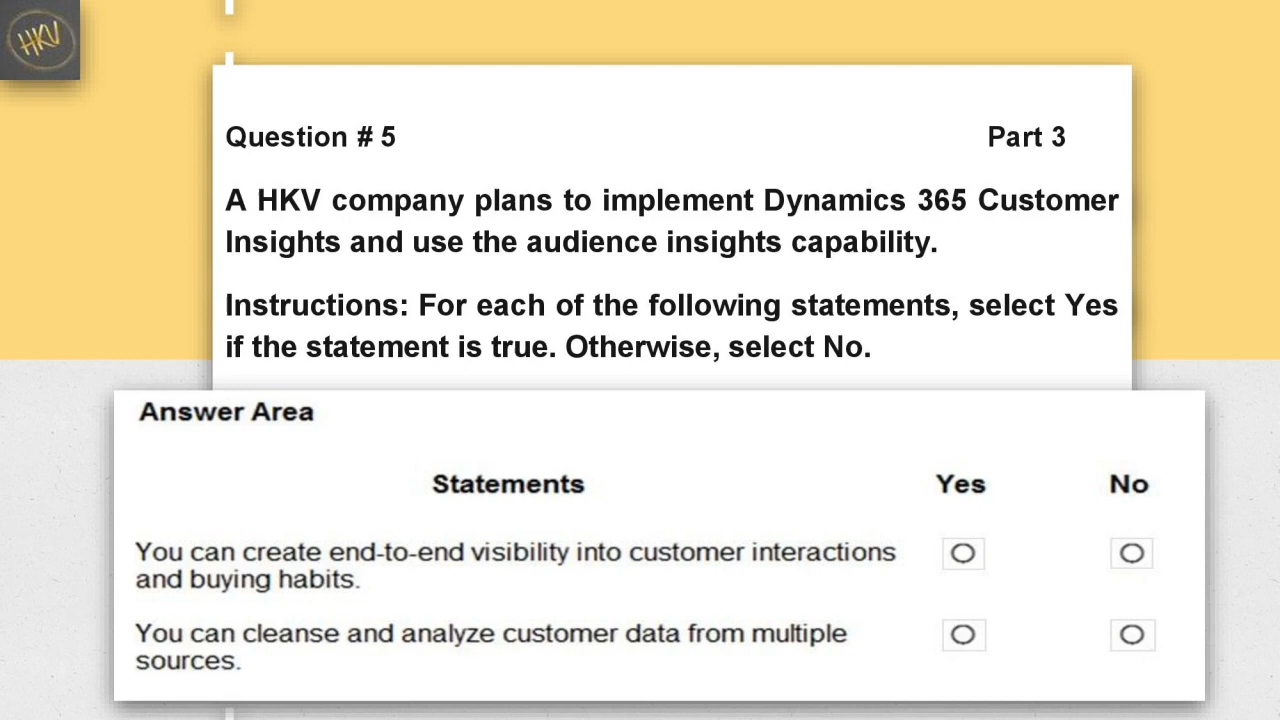 HKV
Question # 5 Part 3
A HKV company plans to implement Dynamics 365 Customer
Insights and use the audience insights capability.
Instructions: For each of the following statements, select Yes
if the statement is true. Otherwise, select No.
Answer Area
Statements Yes No
You can create end-to-end visibility into customer interactions
and buying habits.
You can cleanse and analyze customer data from multiple
sources.